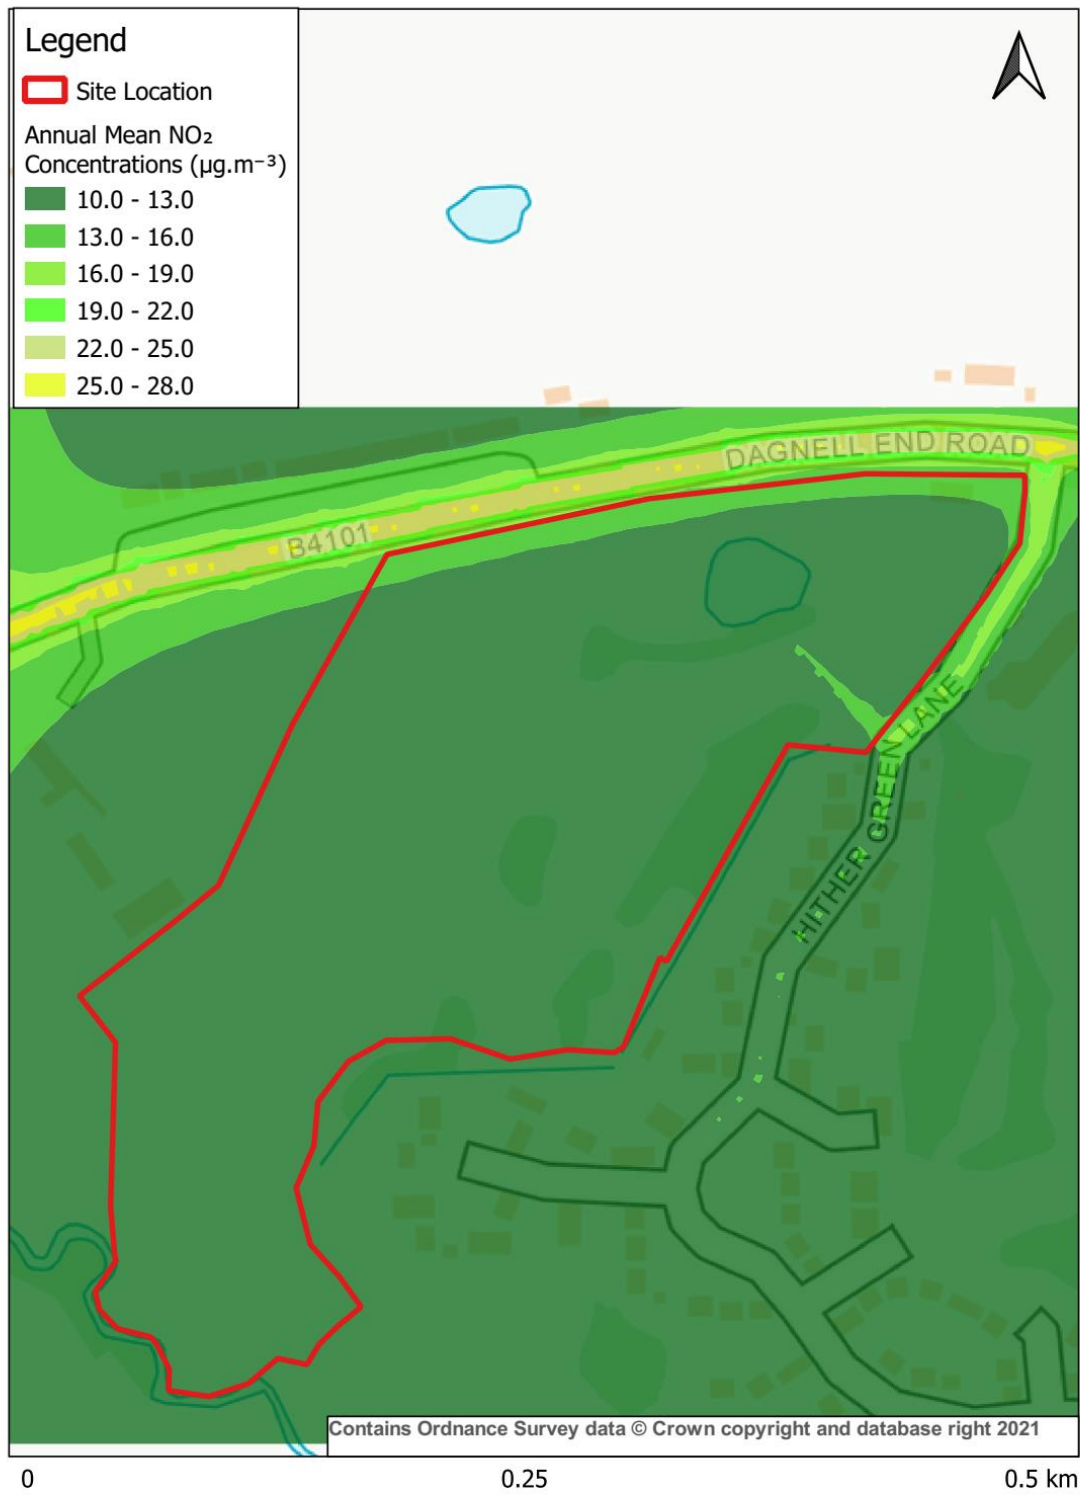 Legend
Site Location
Annual Mean NO₂
Concentrations (µg.m⁻³)
10.0 - 13.0
13.0 - 16.0
16.0 - 19.0
19.0 - 22.0
22.0 - 25.0
25.0 - 28.0
DAGNELL END ROAD
B4101
HITHER GREEN LANE
Contains Ordnance Survey data © Crown copyright and database right 2021
0 0.25 0.5 km